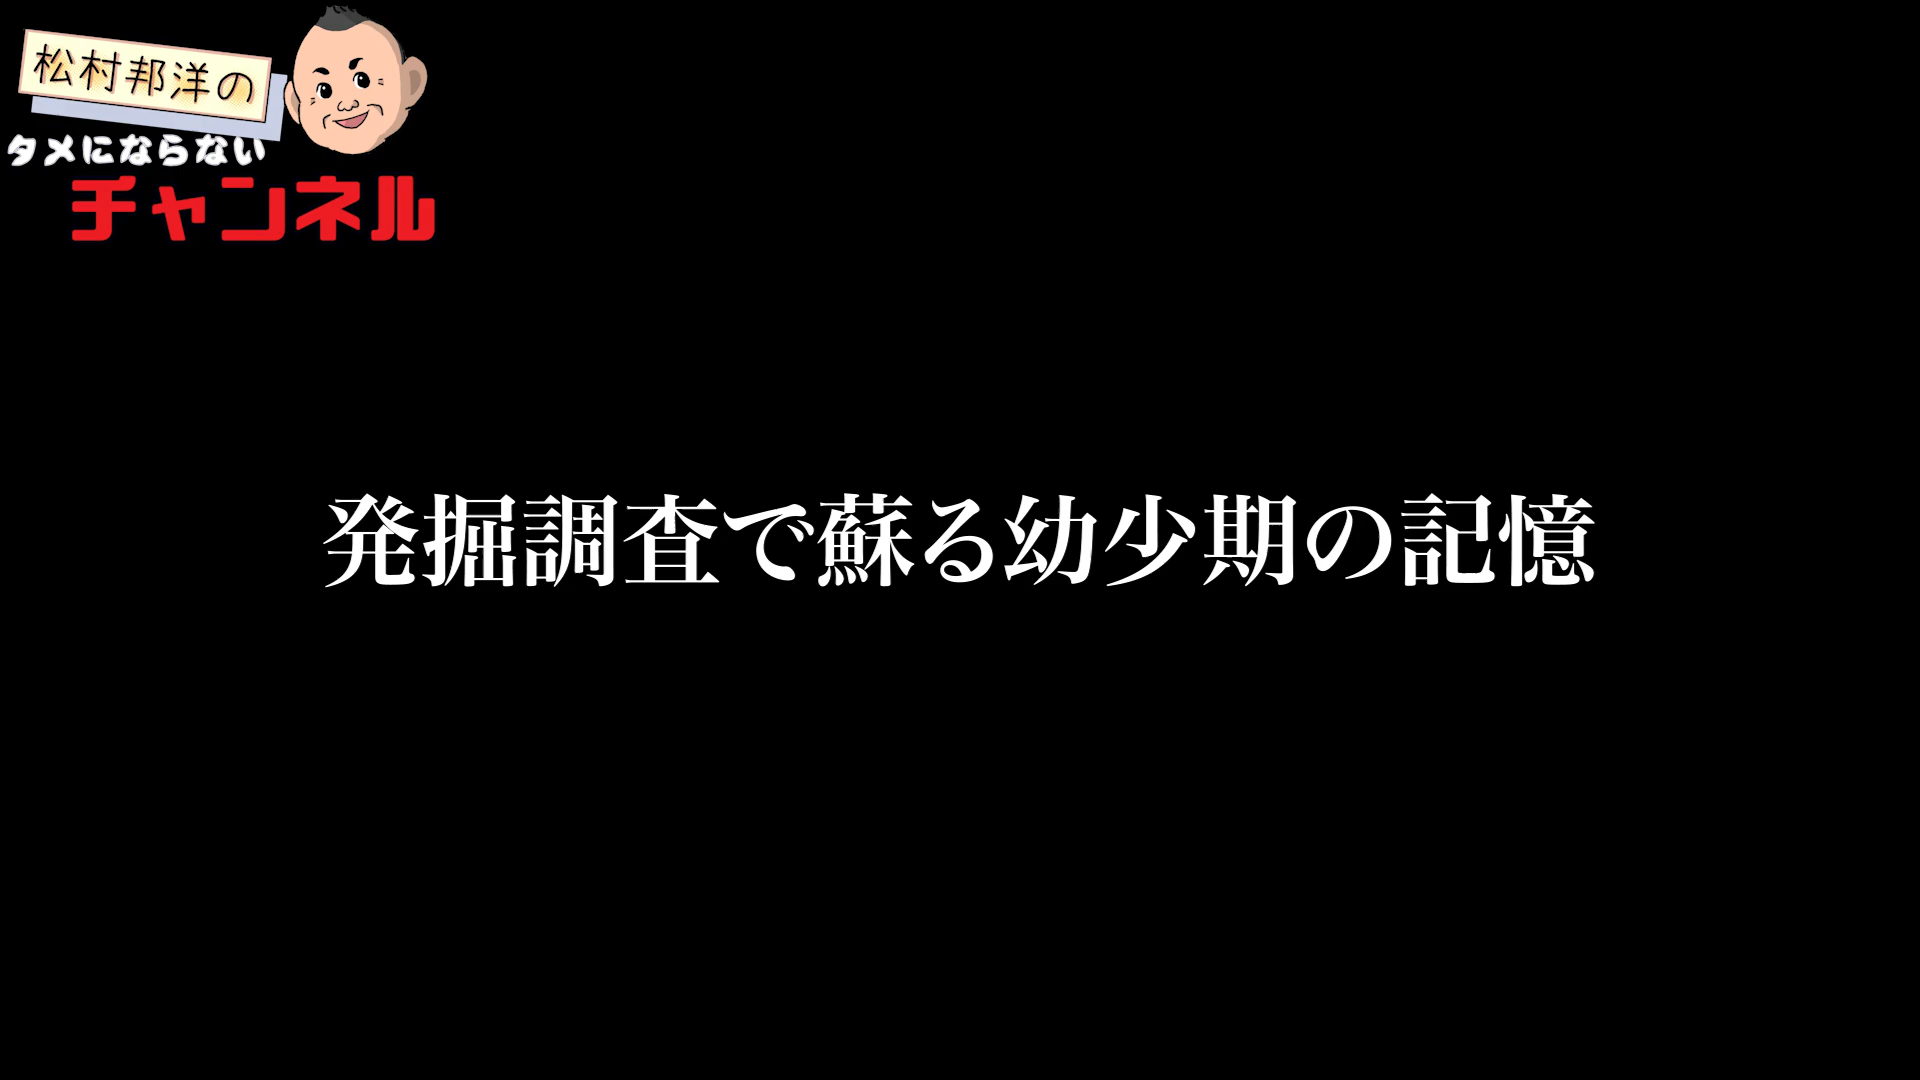 松村邦洋の
タメにならない
チャンネル
発掘調査で蘇る幼少期の記憶